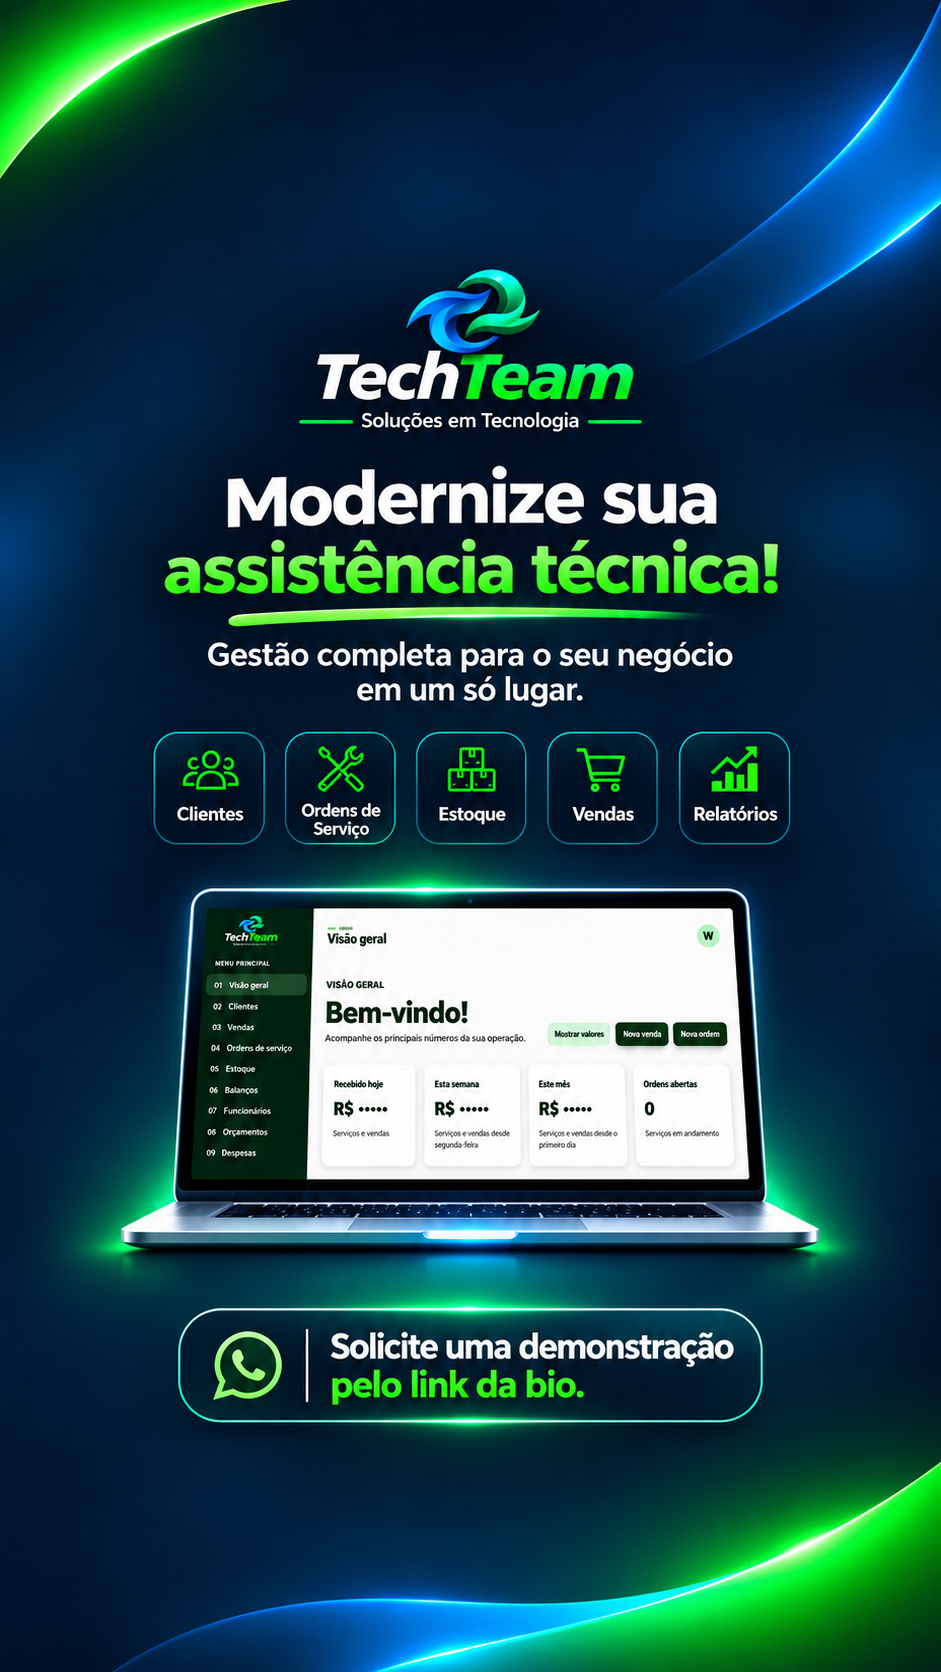 TechTeam
Soluções em Tecnologia
Modernize sua
assistência técnica!
Gestão completa para o seu negócio
em um só lugar.
Clientes
Ordens de
Serviço
Estoque
Vendas
Relatórios
TechTeam
MENU PRINCIPAL
01 Visão geral
02 Clientes
03 Vendas
04 Ordens de serviço
05 Estoque
06 Balanços
07 Funcionários
08 Orçamentos
09 Despesas
Visão geral
W
VISÃO GERAL
Bem-vindo!
Acompanhe os principais números da sua operação.
Mostrar valores
Nova venda
Nova ordem
Recebido hoje
R$ •••••
Serviços e vendas
Esta semana
R$ •••••
Serviços e vendas desde
segunda-feira
Este mês
R$ •••••
Serviços e vendas desde o
primeiro dia
Ordens abertas
0
Serviços em andamento
Solicite uma demonstração
pelo link da bio.